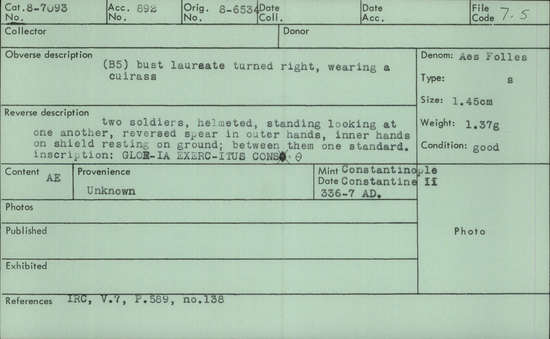 Cat. 8-7093 Acc. 892 Orig. 8-6534 Date Date File
No. No. No. Coll. Acc. Code 7.5
Collector Donor
Obverse description
(B5) bust laureate turned right, wearing a
cuirass
Denom: Aes Folles
Type: s
Size: 1.45cm
Weight: 1.37g
Condition: good
Reverse description
two soldiers, helmeted, standing looking at
one another, reversed spear in outer hands, inner hands
on shield resting on ground; between them one standard.
inscription: GLOR-IA EXERC-ITUS CONS θ
Content AE
Provenience
Unknown
Mint Constantinople
Date Constantine II
336-7 AD.
Photos
Published
Photo
Exhibited
References IRC, V.7, P.589, no.138